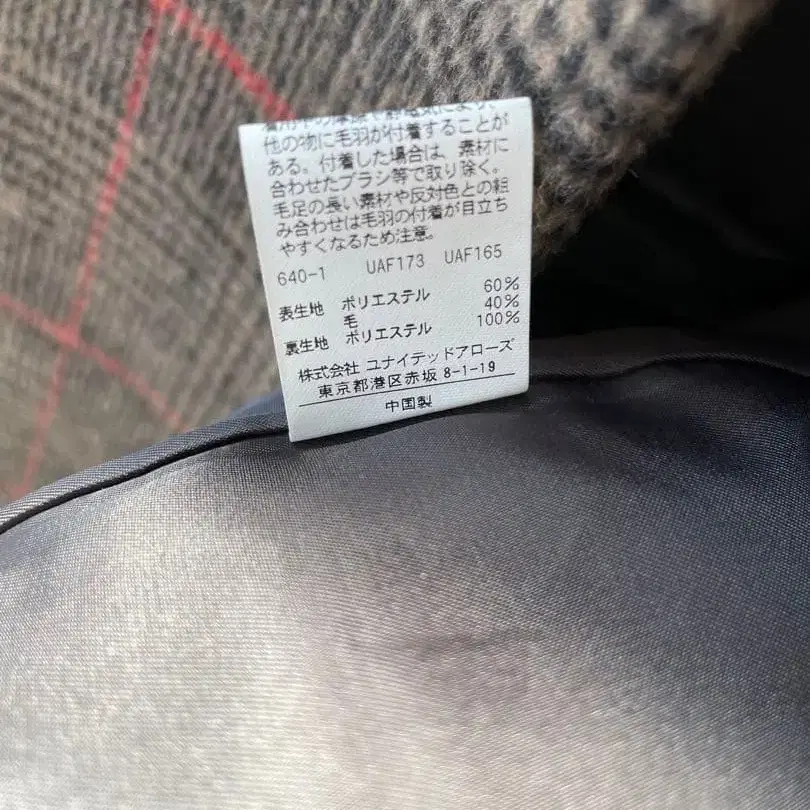 他の物に毛羽が付着することが
ある。付着した場合は、素材に
合わせたブラシ等で取り除く。
毛足の長い素材や反対色との組
み合わせは毛羽の付着が目立ち
やすくなるため注意。
640-1 UAF173 UAF165
表生地 ポリエステル 60%
毛 40%
裏生地 ポリエステル 100%
株式会社 ユナイテッドアローズ
東京都港区赤坂 8-1-19
中国製